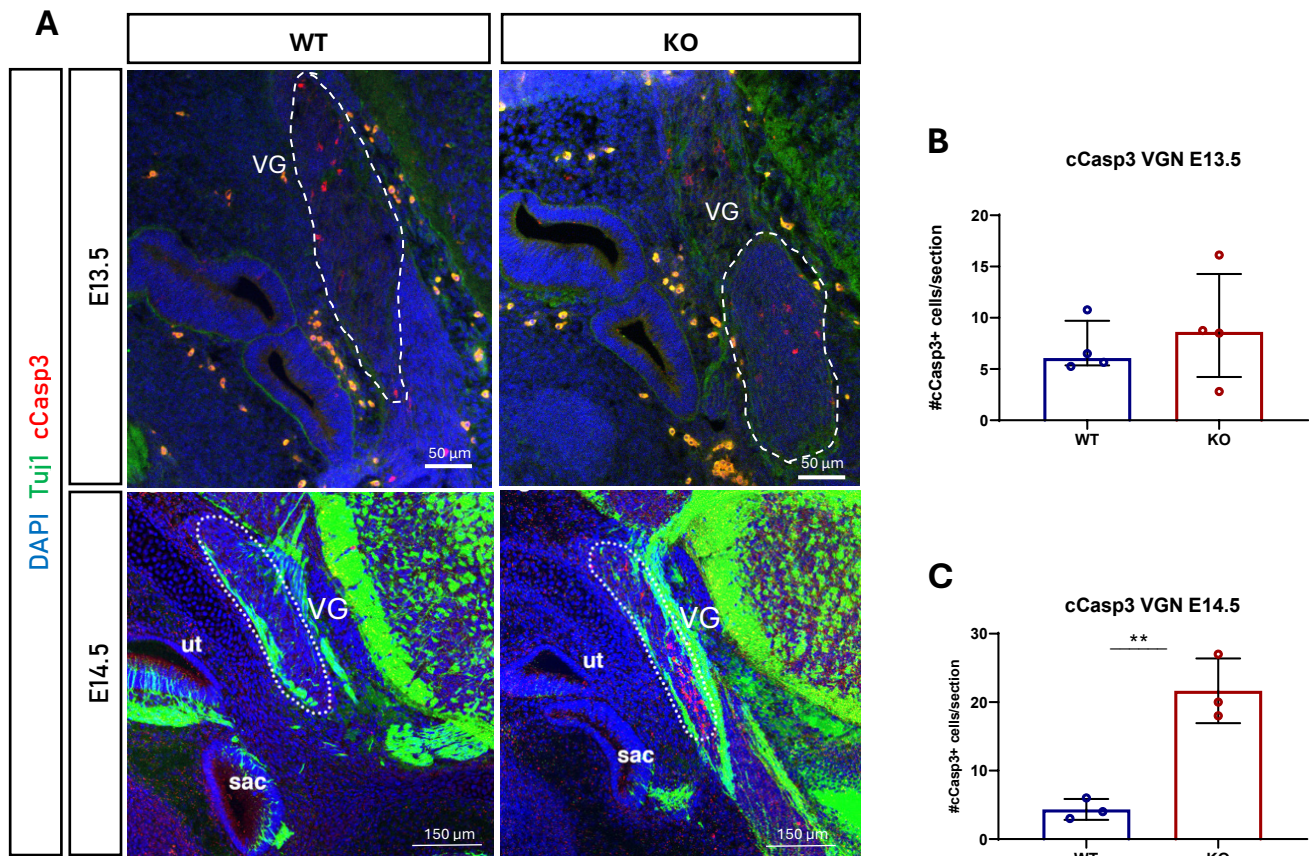 A
WT
KO
DAPI Tuj1 cCasp3
E13.5
VG
50 µm
VG
50 µm
E14.5
VG
ut
sac
150 µm
VG
ut
sac
150 µm
B
cCasp3 VGN E13.5
#cCasp3+ cells/section
20
15
10
5
0
WT
KO
C
cCasp3 VGN E14.5
**
#cCasp3+ cells/section
30
20
10
0
WT
KO